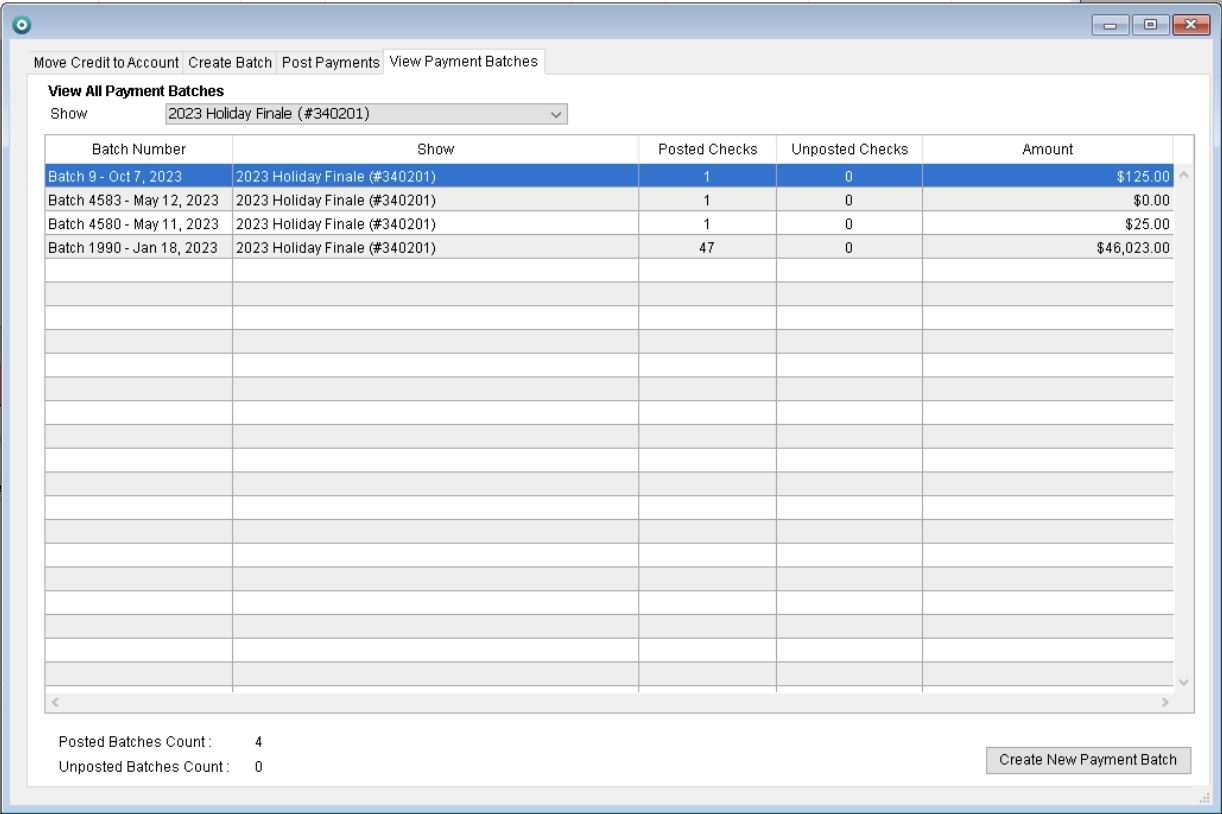 Move Credit to Account Create Batch Post Payments View Payment Batches
View All Payment Batches
Show 2023 Holiday Finale (#340201)
Batch Number Show Posted Checks Unposted Checks Amount
Batch 9 - Oct 7, 2023 2023 Holiday Finale (#340201) 1 0 $125.00
Batch 4583 - May 12, 2023 2023 Holiday Finale (#340201) 1 0 $0.00
Batch 4580 - May 11, 2023 2023 Holiday Finale (#340201) 1 0 $25.00
Batch 1990 - Jan 18, 2023 2023 Holiday Finale (#340201) 47 0 $46,023.00
Posted Batches Count : 4
Unposted Batches Count : 0
Create New Payment Batch